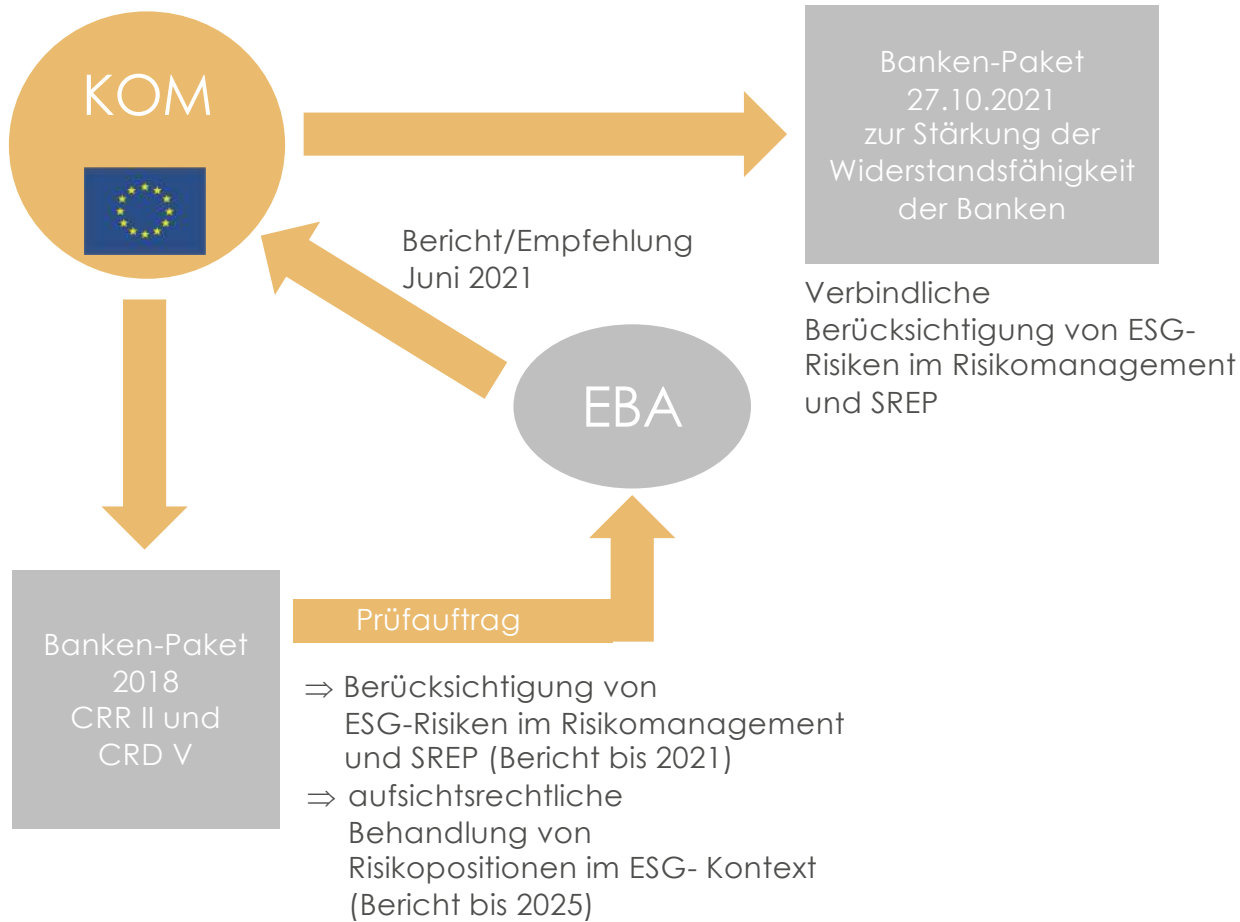 KOM
Banken-Paket
27.10.2021
zur Stärkung der
Widerstandsfähigkeit
der Banken
Verbindliche
Berücksichtigung von ESG-
Risiken im Risikomanagement
und SREP
Bericht/Empfehlung
Juni 2021
EBA
Banken-Paket
2018
CRR II und
CRD V
Prüfauftrag
⇒ Berücksichtigung von
ESG-Risiken im Risikomanagement
und SREP (Bericht bis 2021)
⇒ aufsichtsrechtliche
Behandlung von
Risikopositionen im ESG- Kontext
(Bericht bis 2025)